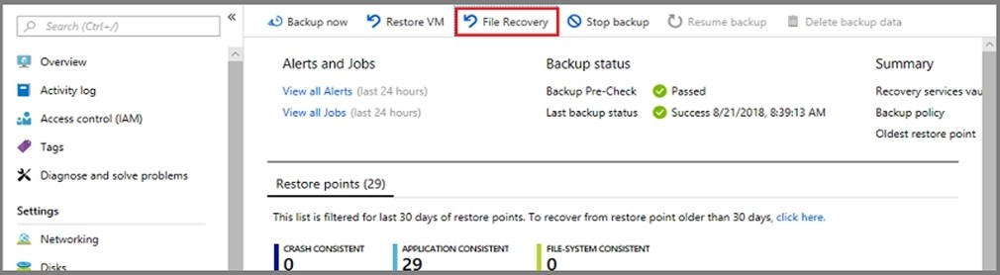 Search (Ctrl+/)
«
Overview
Activity log
Access control (IAM)
Tags
Diagnose and solve problems
Settings
Networking
Disks
Backup now
Restore VM
File Recovery
Stop backup
Resume backup
Delete backup data
Alerts and Jobs
View all Alerts (last 24 hours)
View all Jobs (last 24 hours)
Backup status
Backup Pre-Check Passed
Last backup status Success 8/21/2018, 8:39:13 AM
Summary
Recovery services vau
Backup policy
Oldest restore point
Restore points (29)
This list is filtered for last 30 days of restore points. To recover from restore point older than 30 days, click here.
CRASH CONSISTENT
0
APPLICATION CONSISTENT
29
FILE-SYSTEM CONSISTENT
0